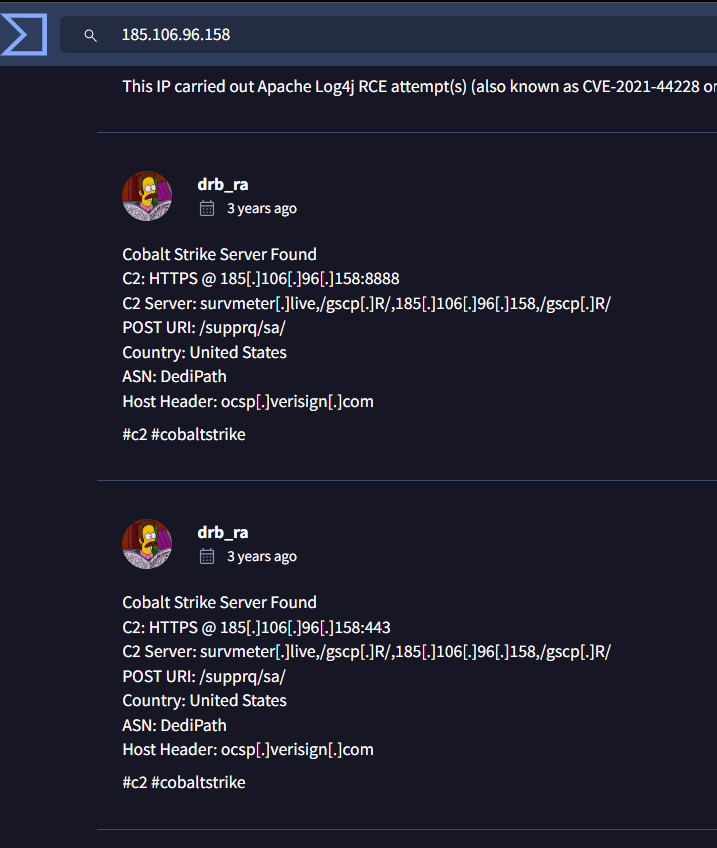 185.106.96.158
This IP carried out Apache Log4j RCE attempt(s) (also known as CVE-2021-44228 or
drb_ra
3 years ago
Cobalt Strike Server Found
C2: HTTPS @ 185[.]106[.]96[.]158:8888
C2 Server: survmeter[.]live,/gscp[.]R/,185[.]106[.]96[.]158,/gscp[.]R/
POST URI: /supprq/sa/
Country: United States
ASN: DediPath
Host Header: ocsp[.]verisign[.]com
#c2 #cobaltstrike
drb_ra
3 years ago
Cobalt Strike Server Found
C2: HTTPS @ 185[.]106[.]96[.]158:443
C2 Server: survmeter[.]live,/gscp[.]R/,185[.]106[.]96[.]158,/gscp[.]R/
POST URI: /supprq/sa/
Country: United States
ASN: DediPath
Host Header: ocsp[.]verisign[.]com
#c2 #cobaltstrike